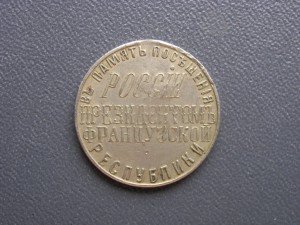 ВЪ ПАМЯТЬ ПОСѢЩЕНІЯ
РОССІИ
ПРЕЗИДЕНТОМЪ
ФРАНЦУЗСКОЙ
РЕСПУБЛИКИ